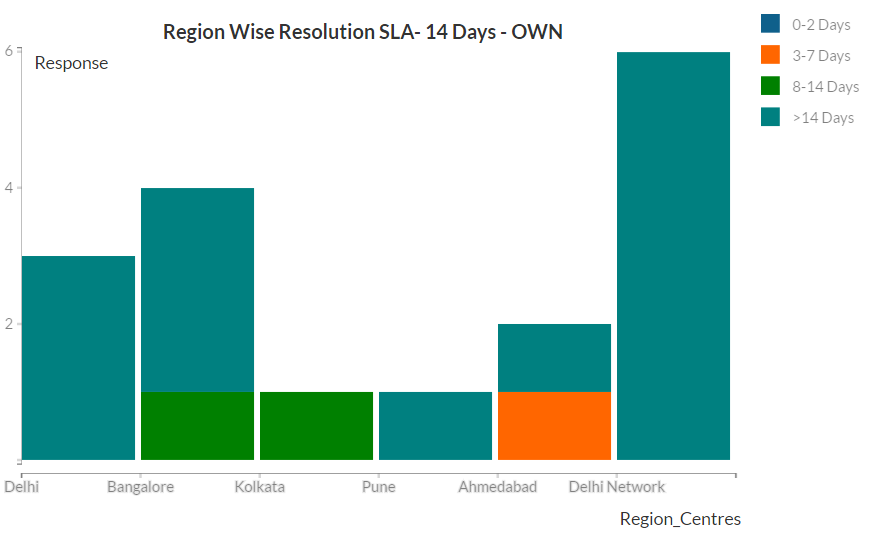 Region Wise Resolution SLA- 14 Days - OWN
0-2 Days
3-7 Days
8-14 Days
>14 Days
6
Response
4
2
Delhi Bangalore Kolkata Pune Ahmedabad Delhi Network
Region_Centres